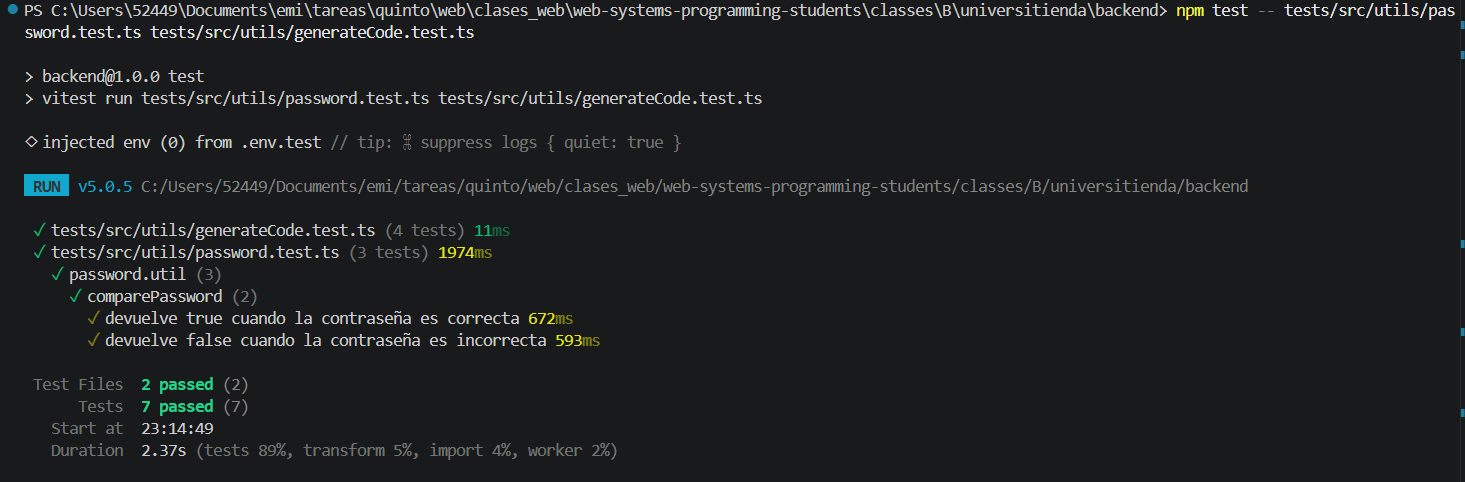 PS C:\Users\52449\Documents\emi\tareas\quinto\web\clases_web\web-systems-programming-students\classes\B\universitienda\backend> npm test -- tests/src/utils/pas
sword.test.ts tests/src/utils/generateCode.test.ts
> backend@1.0.0 test
> vitest run tests/src/utils/password.test.ts tests/src/utils/generateCode.test.ts
◇ injected env (0) from .env.test // tip: ⌘ suppress logs { quiet: true }
RUN v5.0.5 C:/Users/52449/Documents/emi/tareas/quinto/web/clases_web/web-systems-programming-students/classes/B/universitienda/backend
✓ tests/src/utils/generateCode.test.ts (4 tests) 11ms
✓ tests/src/utils/password.test.ts (3 tests) 1974ms
✓ password.util (3)
✓ comparePassword (2)
✓ devuelve true cuando la contraseña es correcta 672ms
✓ devuelve false cuando la contraseña es incorrecta 593ms
Test Files 2 passed (2)
Tests 7 passed (7)
Start at 23:14:49
Duration 2.37s (tests 89%, transform 5%, import 4%, worker 2%)